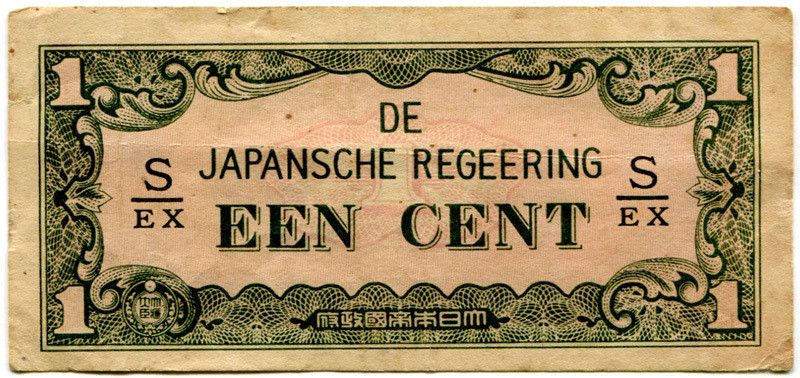 1 1
DE
JAPANSCHE REGEERING
S/EX S/EX
EEN CENT
1 1
大日本帝國政府